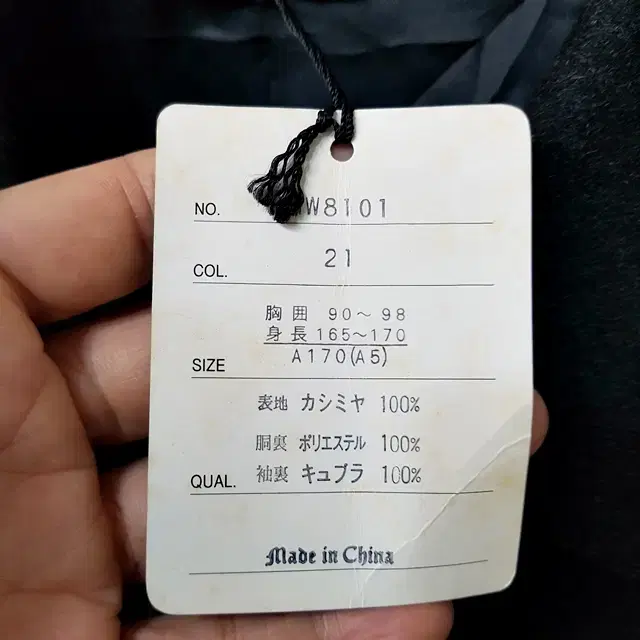 NO. W8101
COL. 21
胸囲 90～98
身長 165～170
SIZE A170(A5)
表地 カシミヤ 100%
胴裏 ポリエステル 100%
QUAL. 袖裏 キュプラ 100%
Made in China